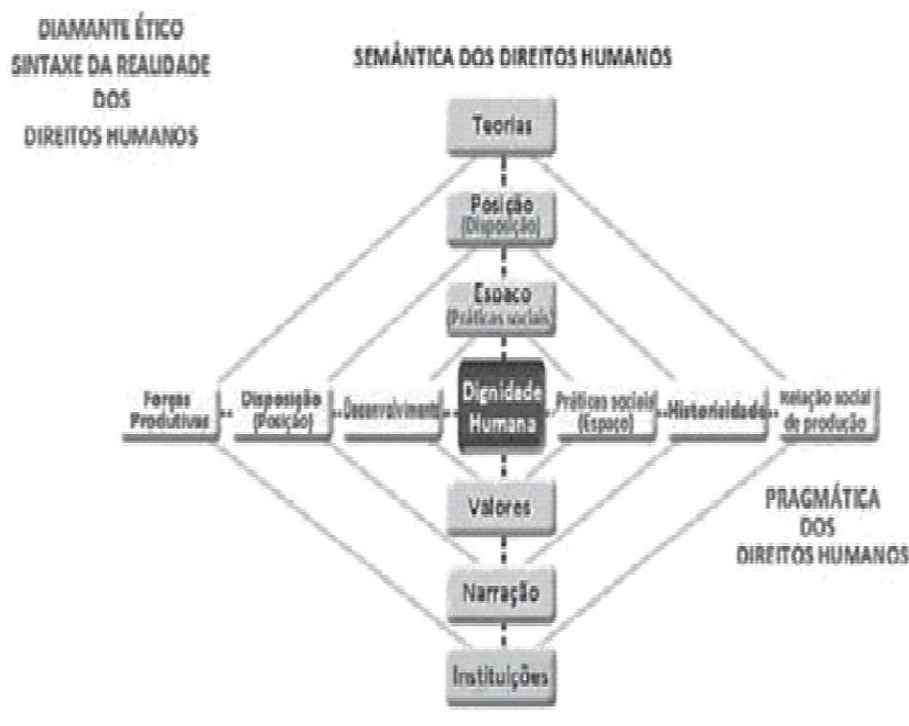 DIAMANTE ÉTICO
SINTAXE DA REALIDADE
DOS
DIREITOS HUMANOS
SEMÂNTICA DOS DIREITOS HUMANOS
Teorias
Posição
(Disposição)
Espaço
(Práticas sociais)
Forças
Produtivas
Disposição
(Posição)
Desenvolvimento
Dignidade
Humana
Práticas sociais
(Espaço)
Historicidade
Relação social
de produção
Valores
Narração
Instituições
PRAGMÁTICA
DOS
DIREITOS HUMANOS